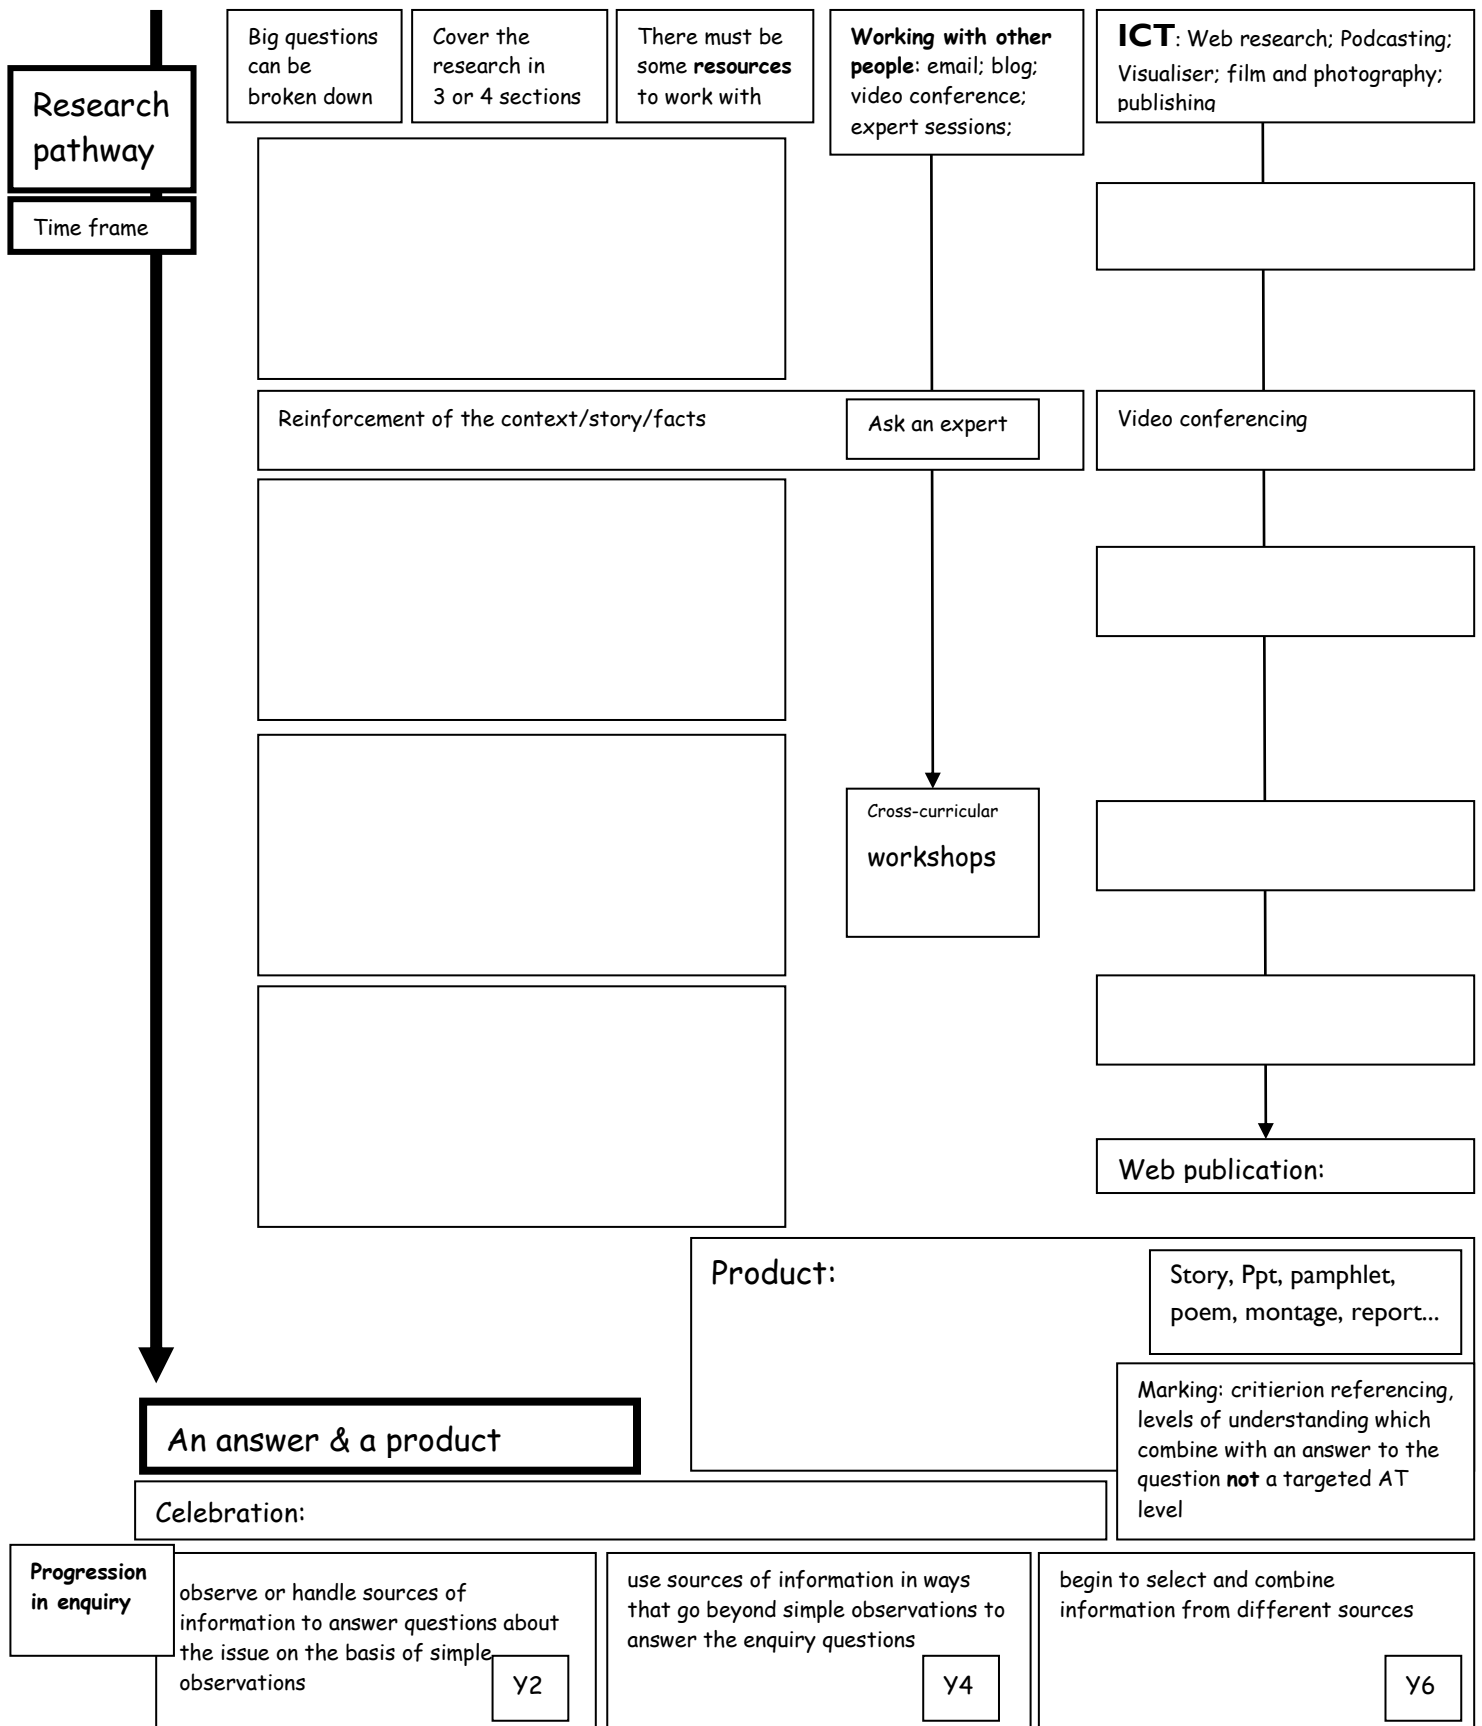 Research
pathway
Time frame
Big questions
can be
broken down
Cover the
research in
3 or 4 sections
There must be
some resources
to work with
Working with other
people: email; blog;
video conference;
expert sessions;
ICT: Web research; Podcasting;
Visualiser; film and photography;
publishing
Reinforcement of the context/story/facts
Ask an expert
Video conferencing
Cross-curricular
workshops
Web publication:
Product:
Story, Ppt, pamphlet,
poem, montage, report...
Marking: critierion referencing,
levels of understanding which
combine with an answer to the
question not a targeted AT
level
An answer & a product
Celebration:
Progression
in enquiry
observe or handle sources of
information to answer questions about
the issue on the basis of simple
observations
Y2
use sources of information in ways
that go beyond simple observations to
answer the enquiry questions
Y4
begin to select and combine
information from different sources
Y6